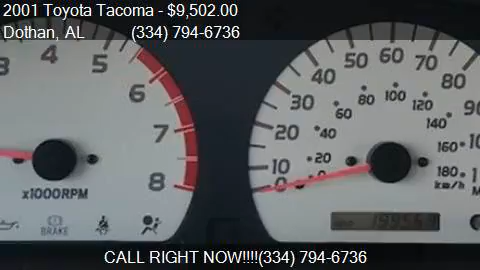 2001 Toyota Tacoma - $9,502.00
Dothan, AL (334) 794-6736
3 4 5 6 7 8
x1000RPM
BRAKE
0 10 20 30 40 50 60 70 80 90
20 40 60 80 100 120 140 160 180
km/h
CALL RIGHT NOW!!!!(334) 794-6736